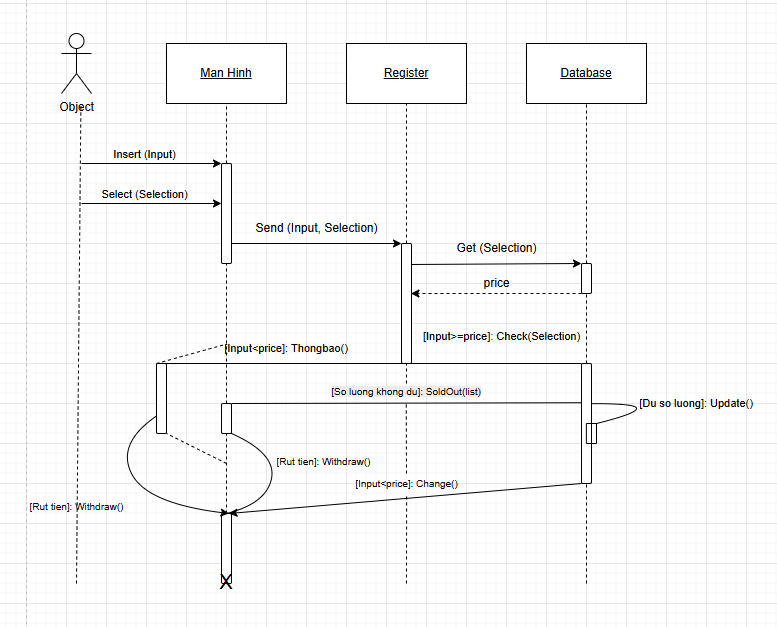 Object
Man Hinh
Register
Database
Insert (Input)
Select (Selection)
Send (Input, Selection)
Get (Selection)
price
[Input>=price]: Check(Selection)
[Input<price]: Thongbao()
[So luong khong du]: SoldOut(list)
[Du so luong]: Update()
[Rut tien]: Withdraw()
[Input<price]: Change()
[Rut tien]: Withdraw()
X